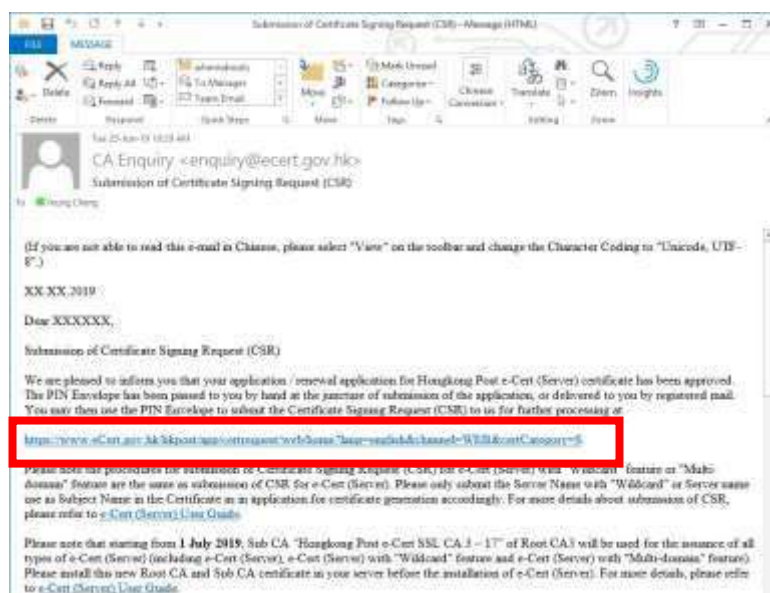 Submission of Certificate Signing Request (CSR) - Message (HTML)
FILE MESSAGE
Delete
Reply
Reply All
Forward
To Manager
Team Email
Move
Mark Unread
Categorize
Follow Up
Chinese
Conversion
Translate
Zoom
Insights
Delete Respond Quick Steps Move Tags Editing Zoom
CA Enquiry <enquiry@ecert.gov.hk>
Submission of Certificate Signing Request (CSR)
To
(If you are not able to read this e-mail in Chinese, please select "View" on the toolbar and change the Character Coding to "Unicode, UTF-
8".)
XX XX 2019
Dear XXXXXX,
Submission of Certificate Signing Request (CSR)
We are pleased to inform you that your application / renewal application for Hongkong Post e-Cert (Server) certificate has been approved.
The PIN Envelope has been passed to you by hand at the juncture of submission of the application, or delivered to you by registered mail.
You may then use the PIN Envelope to submit the Certificate Signing Request (CSR) to us for further processing at
Please note the procedures for submission of Certificate Signing Request (CSR) for e-Cert (Server) with "Wildcard" feature or "Multi-
domain" feature are the same as submission of CSR for e-Cert (Server). Please only submit the Server Name with "Wildcard" or Server name
use as Subject Name in the Certificate as in application for certificate generation accordingly. For more details about submission of CSR,
please refer to e-Cert (Server) User Guide.
Please note that starting from 1 July 2019, Sub CA "Hongkong Post e-Cert SSL CA 3 - 17" of Root CA3 will be used for the issuance of all
types of e-Cert (Server) (including e-Cert (Server), e-Cert (Server) with "Wildcard" feature and e-Cert (Server) with "Multi-domain" feature).
Please install this new Root CA and Sub CA certificate in your server before the installation of e-Cert (Server). For more details, please refer
to e-Cert (Server) User Guide.